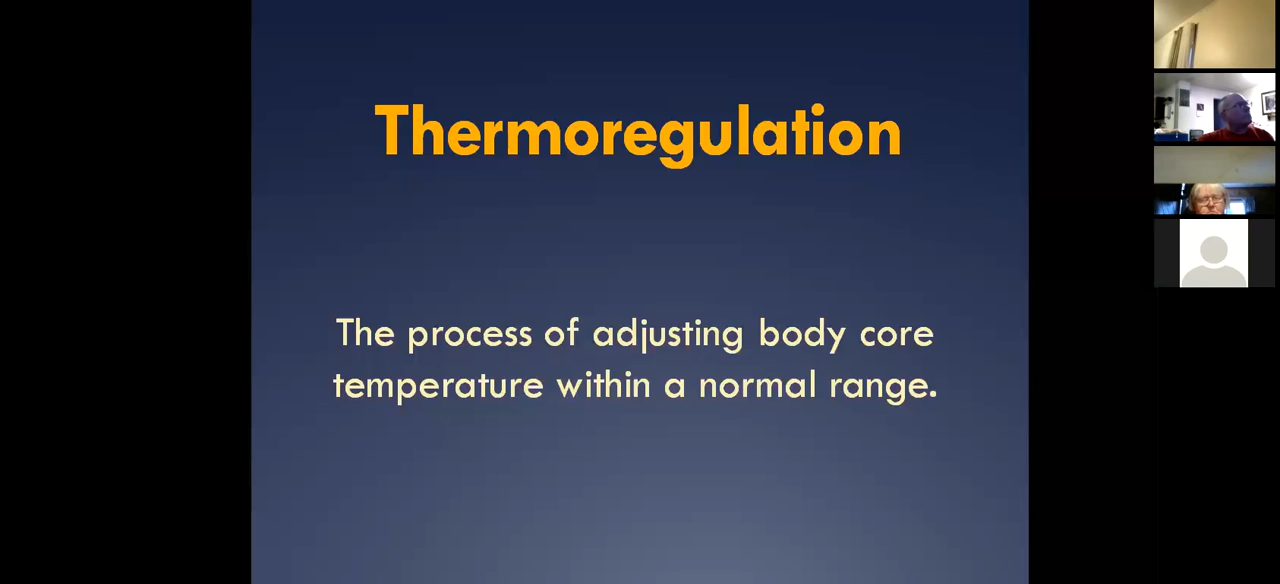 Thermoregulation
The process of adjusting body core
temperature within a normal range.